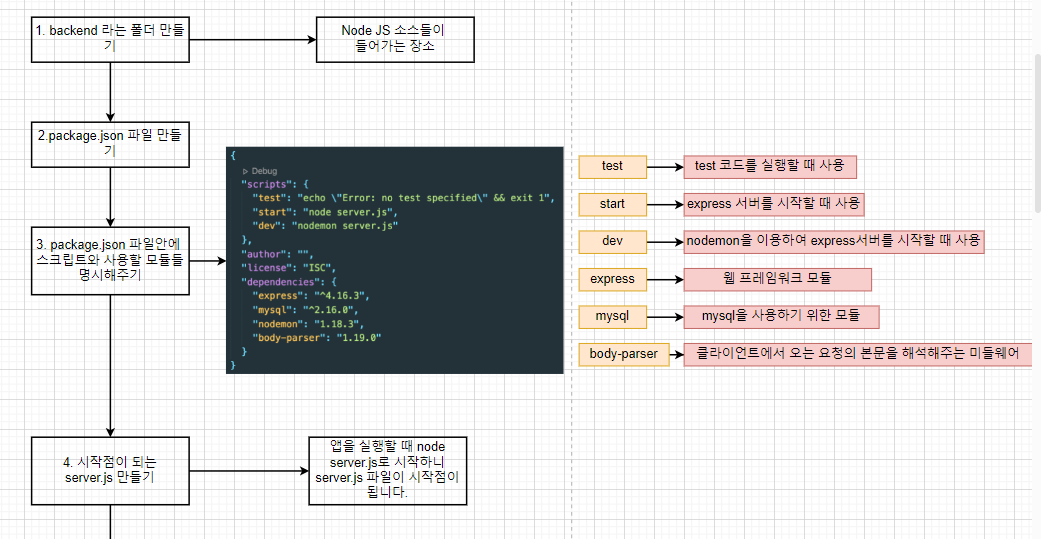 1. backend 라는 폴더 만들
기
Node JS 소스들이
들어가는 장소
2.package.json 파일 만들
기
3. package.json 파일안에
스크립트와 사용할 모듈들
명시해주기
{
▷ Debug
"scripts": {
"test": "echo \"Error: no test specified\" && exit 1",
"start": "node server.js",
"dev": "nodemon server.js"
},
"author": "",
"license": "ISC",
"dependencies": {
"express": "^4.16.3",
"mysql": "^2.16.0",
"nodemon": "1.18.3",
"body-parser": "1.19.0"
}
}
test
test 코드를 실행할 때 사용
start
express 서버를 시작할 때 사용
dev
nodemon을 이용하여 express서버를 시작할 때 사용
express
웹 프레임워크 모듈
mysql
mysql을 사용하기 위한 모듈
body-parser
클라이언트에서 오는 요청의 본문을 해석해주는 미들웨어
4. 시작점이 되는
server.js 만들기
앱을 실행할 때 node
server.js로 시작하니
server.js 파일이 시작점이
됩니다.